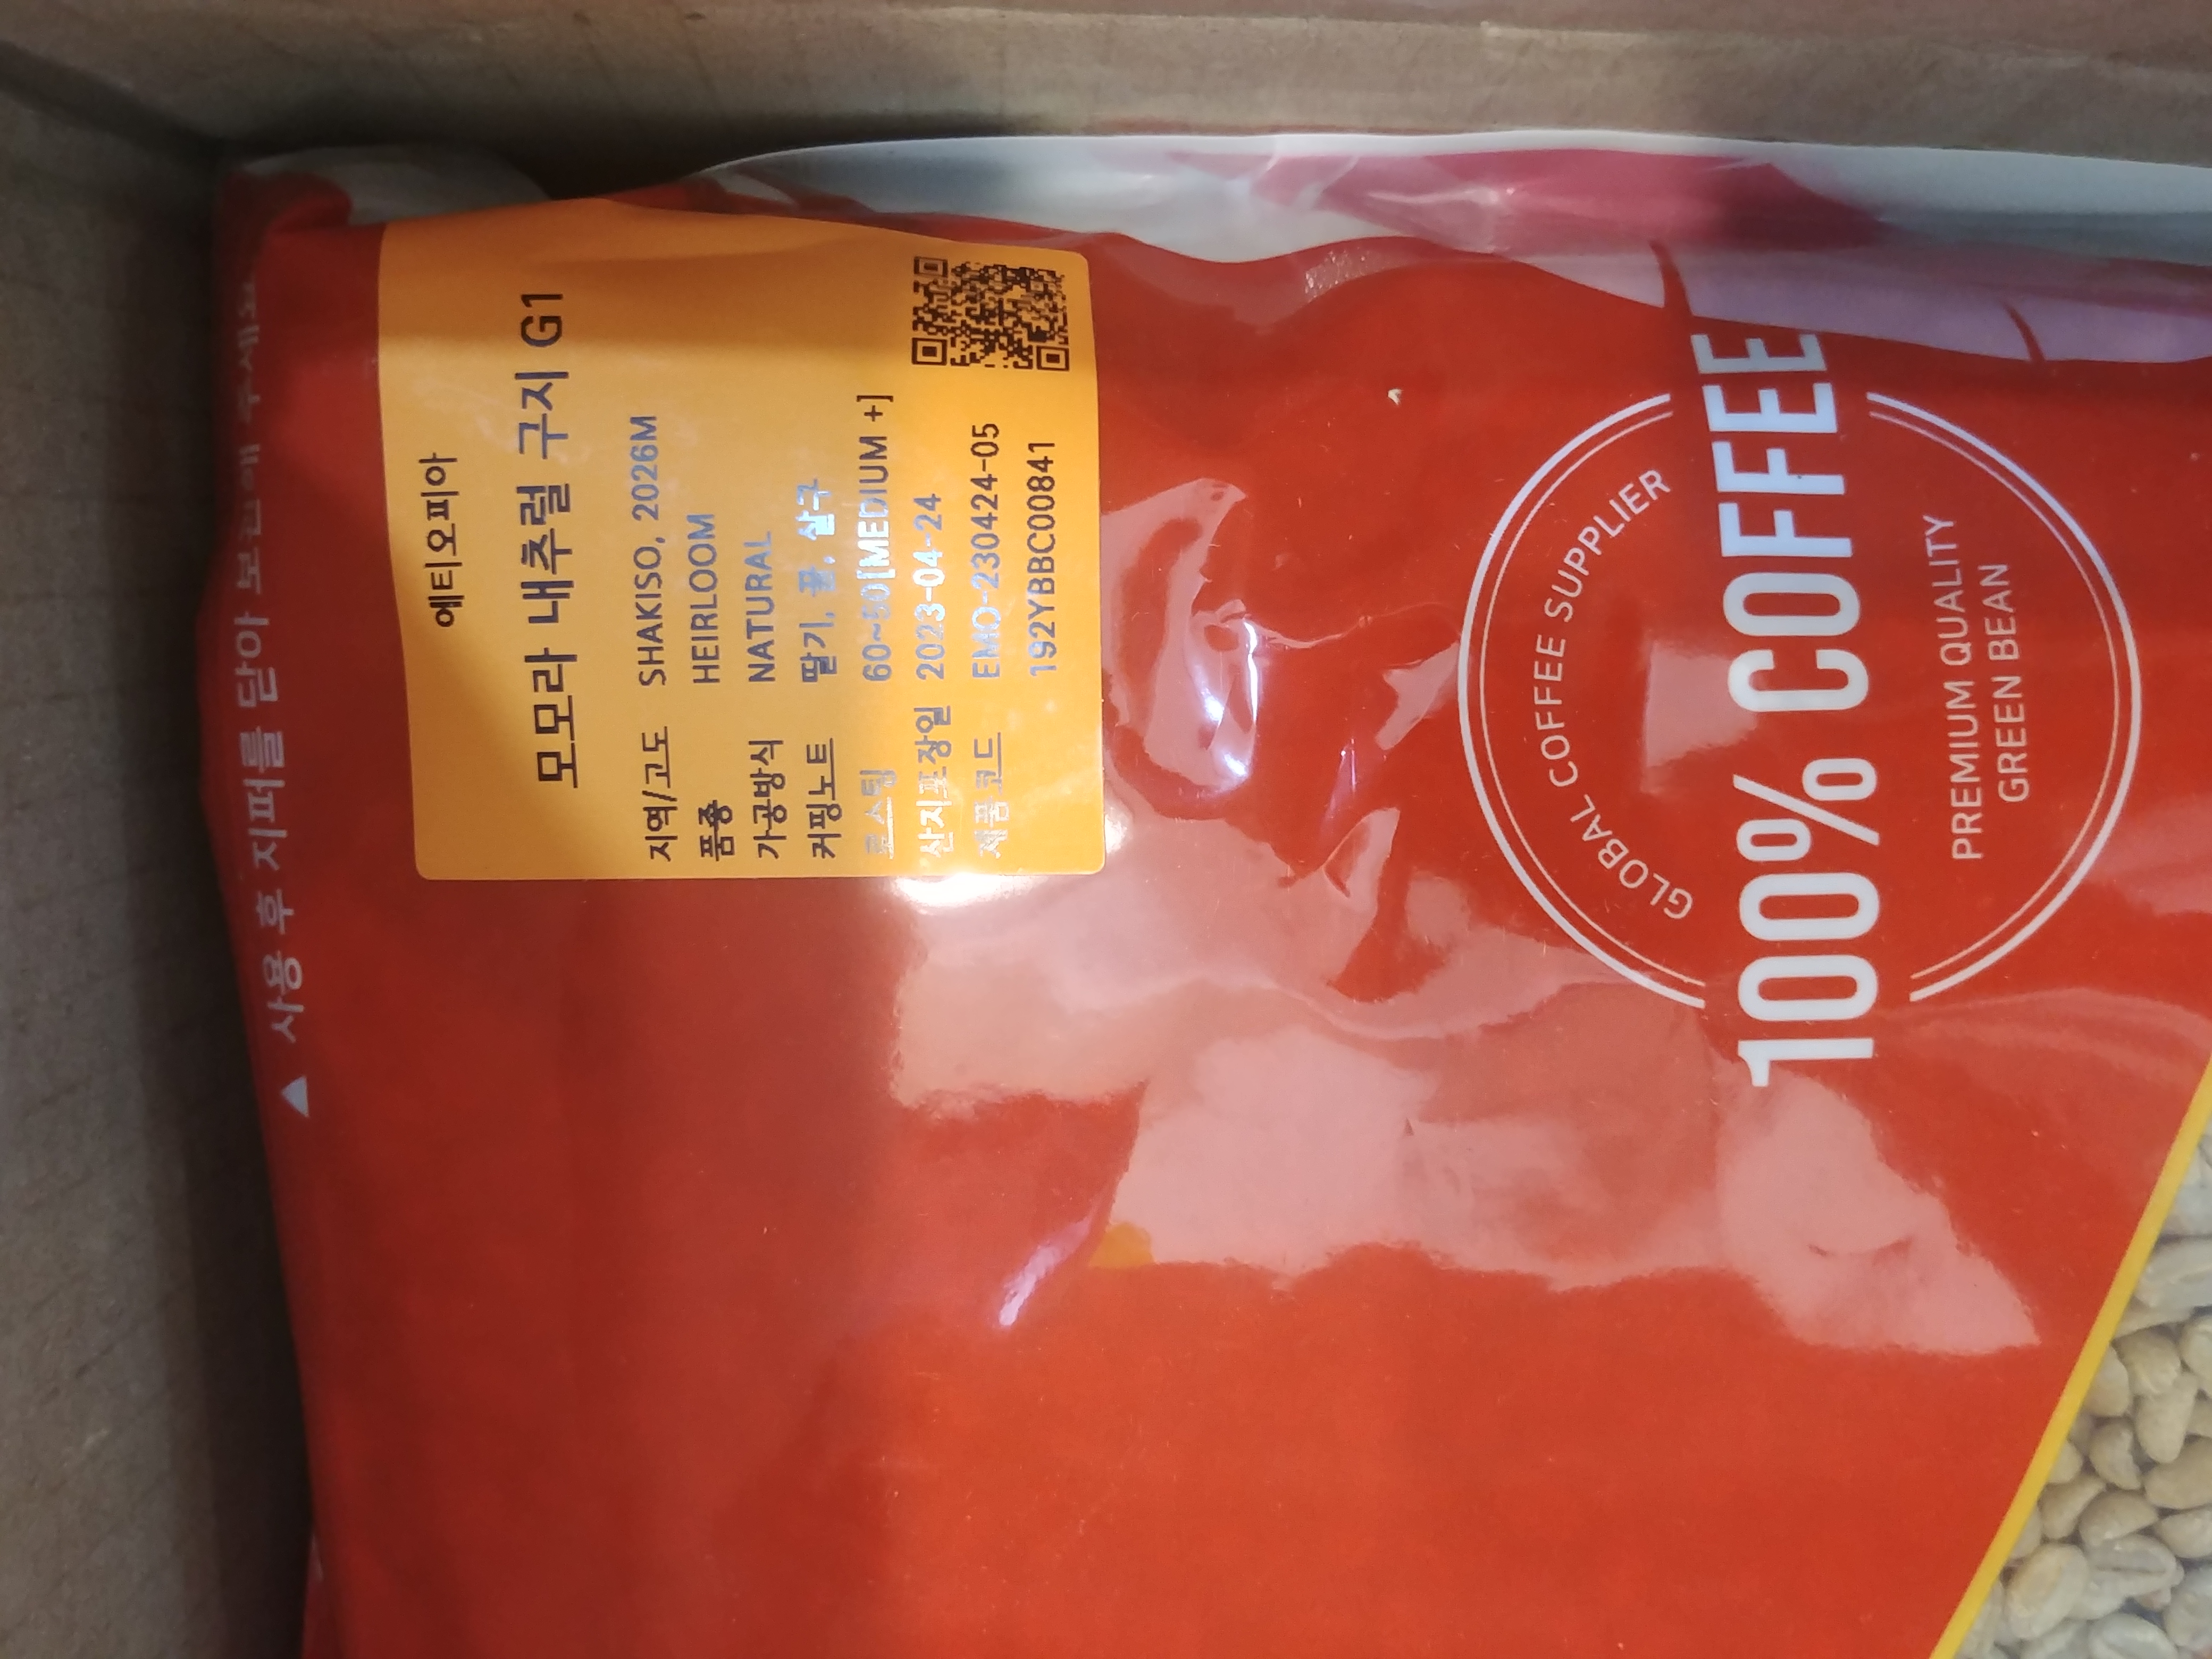 ▲ 사용 후 지퍼를 닫아 보관해 주세요
에티오피아
모모라 내추럴 구지 G1
지역/고도 SHAKISO, 2026M
품종 HEIRLOOM
가공방식 NATURAL
커핑노트 딸기, 꿀, 살구
로스팅 60~50[MEDIUM +]
산지포장일 2023-04-24
제품코드 EMO-230424-05
192YBBC00841
GLOBAL COFFEE SUPPLIER
100% COFFEE
PREMIUM QUALITY
GREEN BEAN